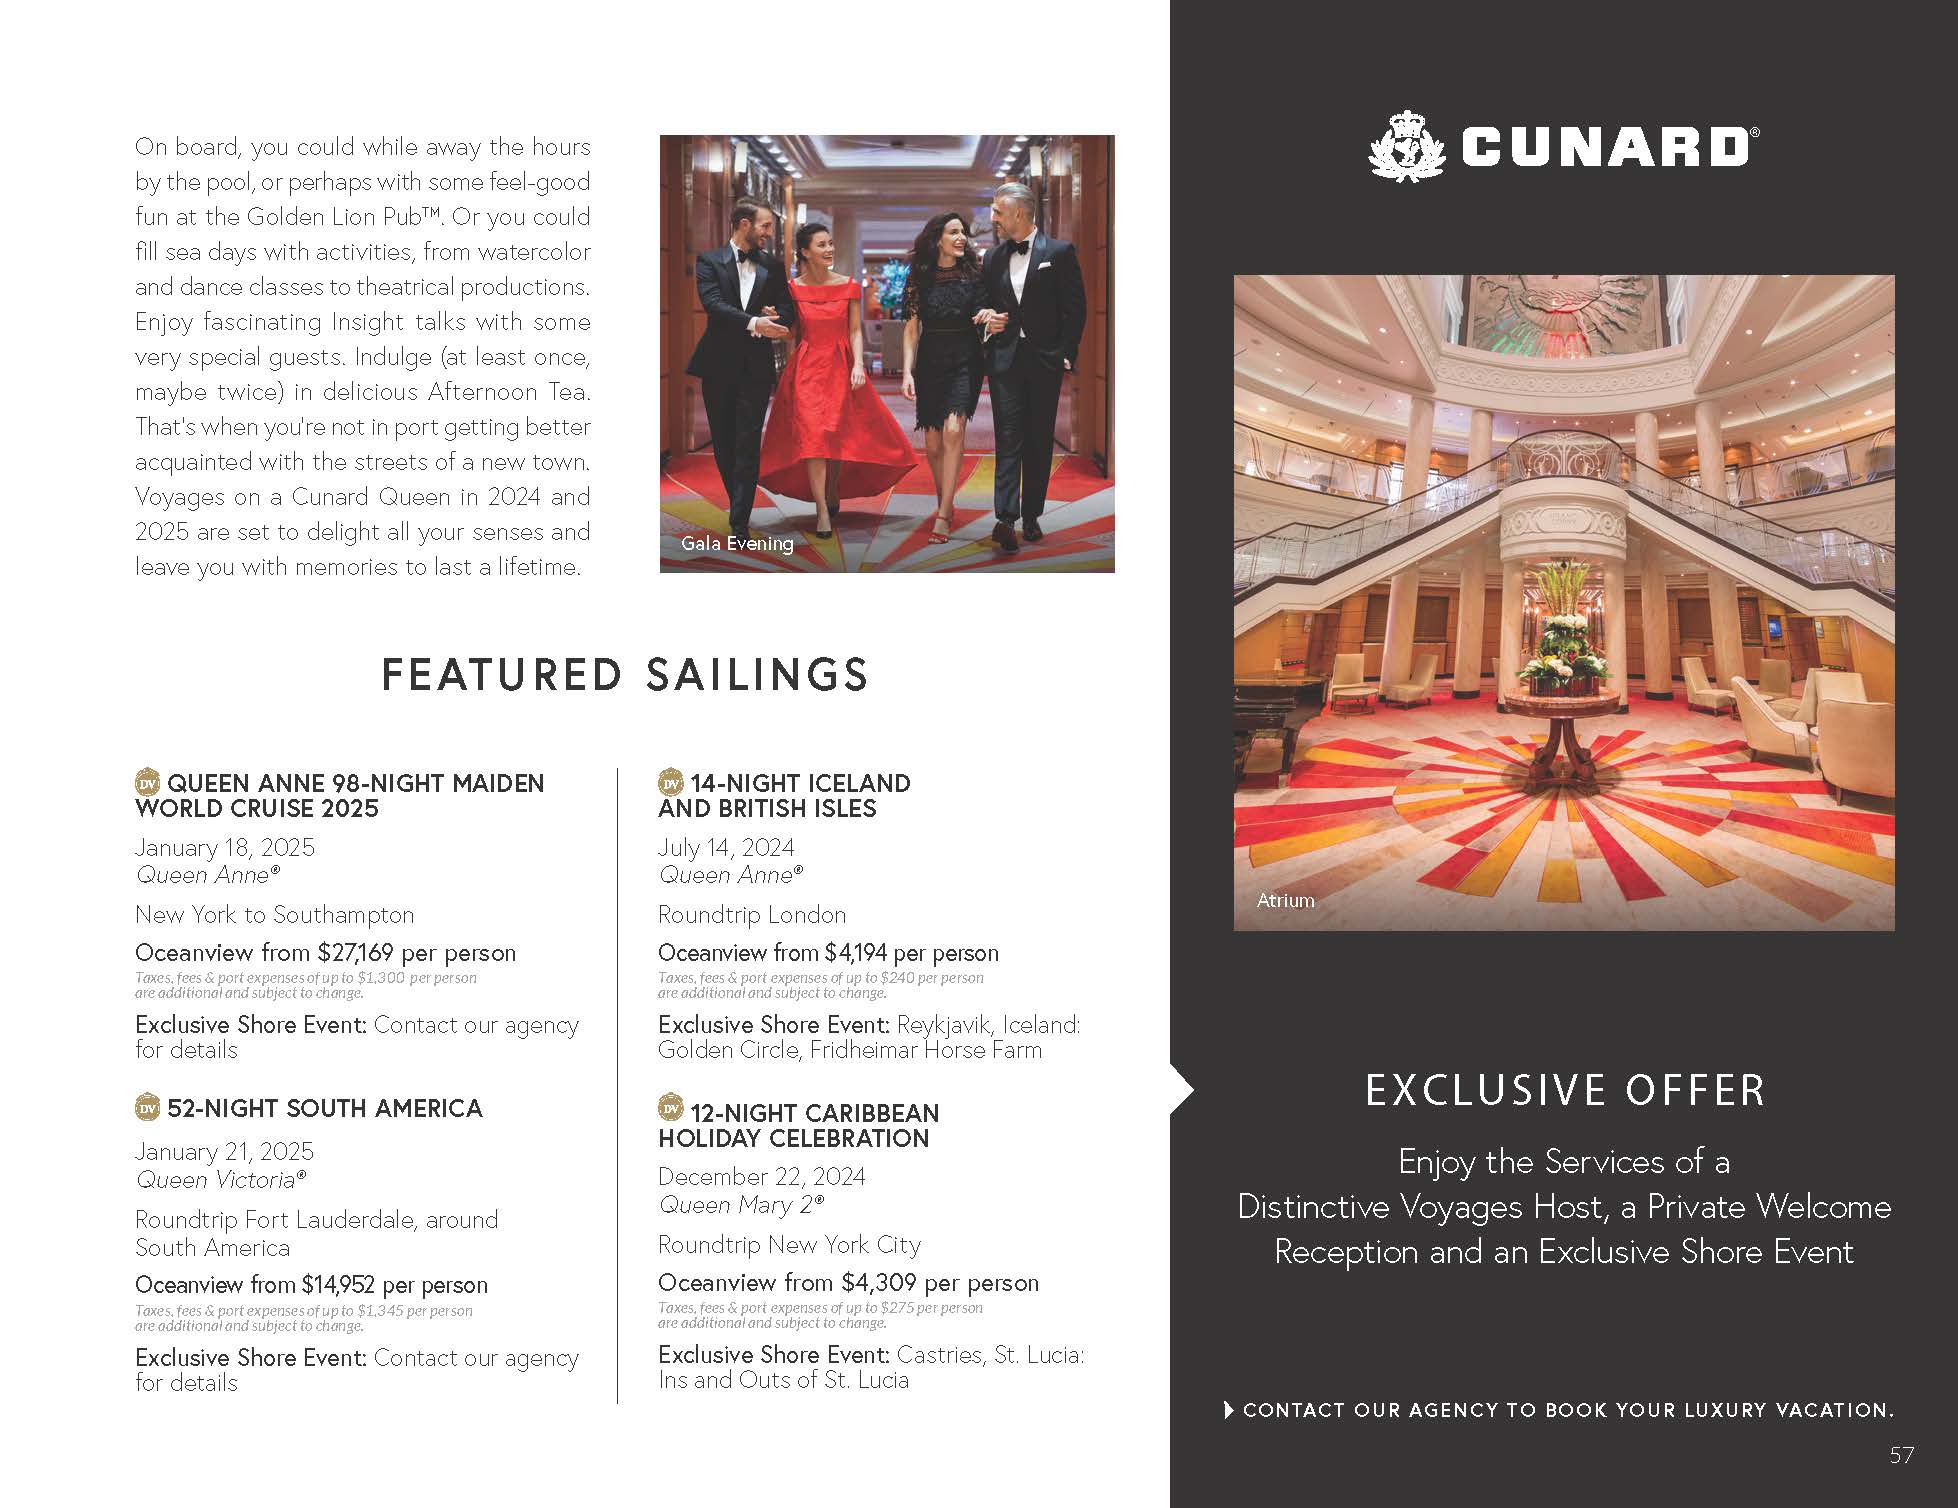 On board, you could while away the hours
by the pool, or perhaps with some feel-good
fun at the Golden Lion Pub™. Or you could
fill sea days with activities, from watercolor
and dance classes to theatrical productions.
Enjoy fascinating Insight talks with some
very special guests. Indulge (at least once,
maybe twice) in delicious Afternoon Tea.
That's when you're not in port getting better
acquainted with the streets of a new town.
Voyages on a Cunard Queen in 2024 and
2025 are set to delight all your senses and
leave you with memories to last a lifetime.
Gala Evening
FEATURED SAILINGS
DV QUEEN ANNE 98-NIGHT MAIDEN
WORLD CRUISE 2025
January 18, 2025
Queen Anne®
New York to Southampton
Oceanview from $27,169 per person
Taxes, fees & port expenses of up to $1,300 per person
are additional and subject to change.
Exclusive Shore Event: Contact our agency
for details
DV 52-NIGHT SOUTH AMERICA
January 21, 2025
Queen Victoria®
Roundtrip Fort Lauderdale, around
South America
Oceanview from $14,952 per person
Taxes, fees & port expenses of up to $1,345 per person
are additional and subject to change.
Exclusive Shore Event: Contact our agency
for details
DV 14-NIGHT ICELAND
AND BRITISH ISLES
July 14, 2024
Queen Anne®
Roundtrip London
Oceanview from $4,194 per person
Taxes, fees & port expenses of up to $240 per person
are additional and subject to change.
Exclusive Shore Event: Reykjavik, Iceland:
Golden Circle, Fridheimar Horse Farm
DV 12-NIGHT CARIBBEAN
HOLIDAY CELEBRATION
December 22, 2024
Queen Mary 2®
Roundtrip New York City
Oceanview from $4,309 per person
Taxes, fees & port expenses of up to $275 per person
are additional and subject to change.
Exclusive Shore Event: Castries, St. Lucia:
Ins and Outs of St. Lucia
CUNARD®
Atrium
EXCLUSIVE OFFER
Enjoy the Services of a
Distinctive Voyages Host, a Private Welcome
Reception and an Exclusive Shore Event
CONTACT OUR AGENCY TO BOOK YOUR LUXURY VACATION.
57